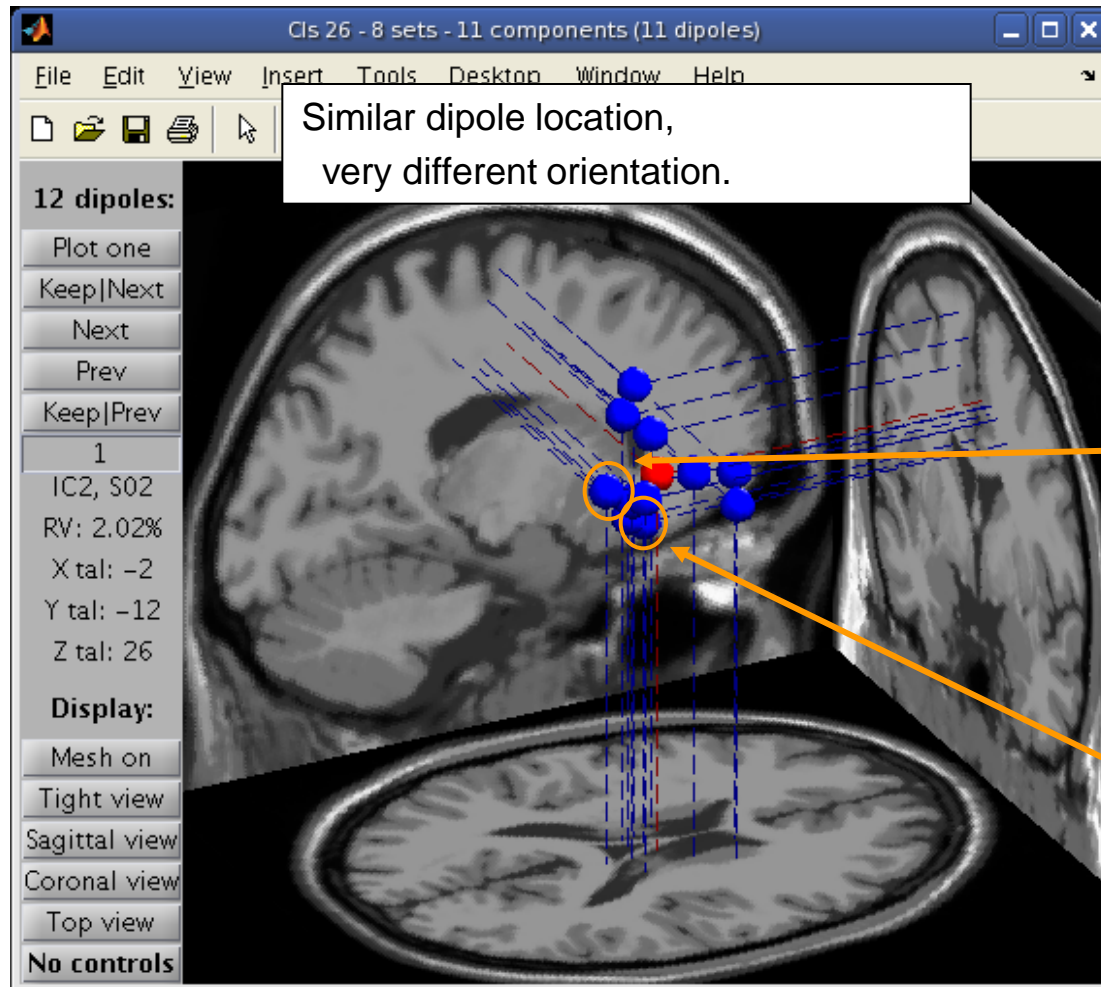 Cls 26 - 8 sets - 11 components (11 dipoles)
File Edit View Insert Tools Desktop Window Help
Similar dipole location,
very different orientation.
12 dipoles:
Plot one
Keep|Next
Next
Prev
Keep|Prev
1
IC2, S02
RV: 2.02%
X tal: −2
Y tal: −12
Z tal: 26
Display:
Mesh on
Tight view
Sagittal view
Coronal view
Top view
No controls